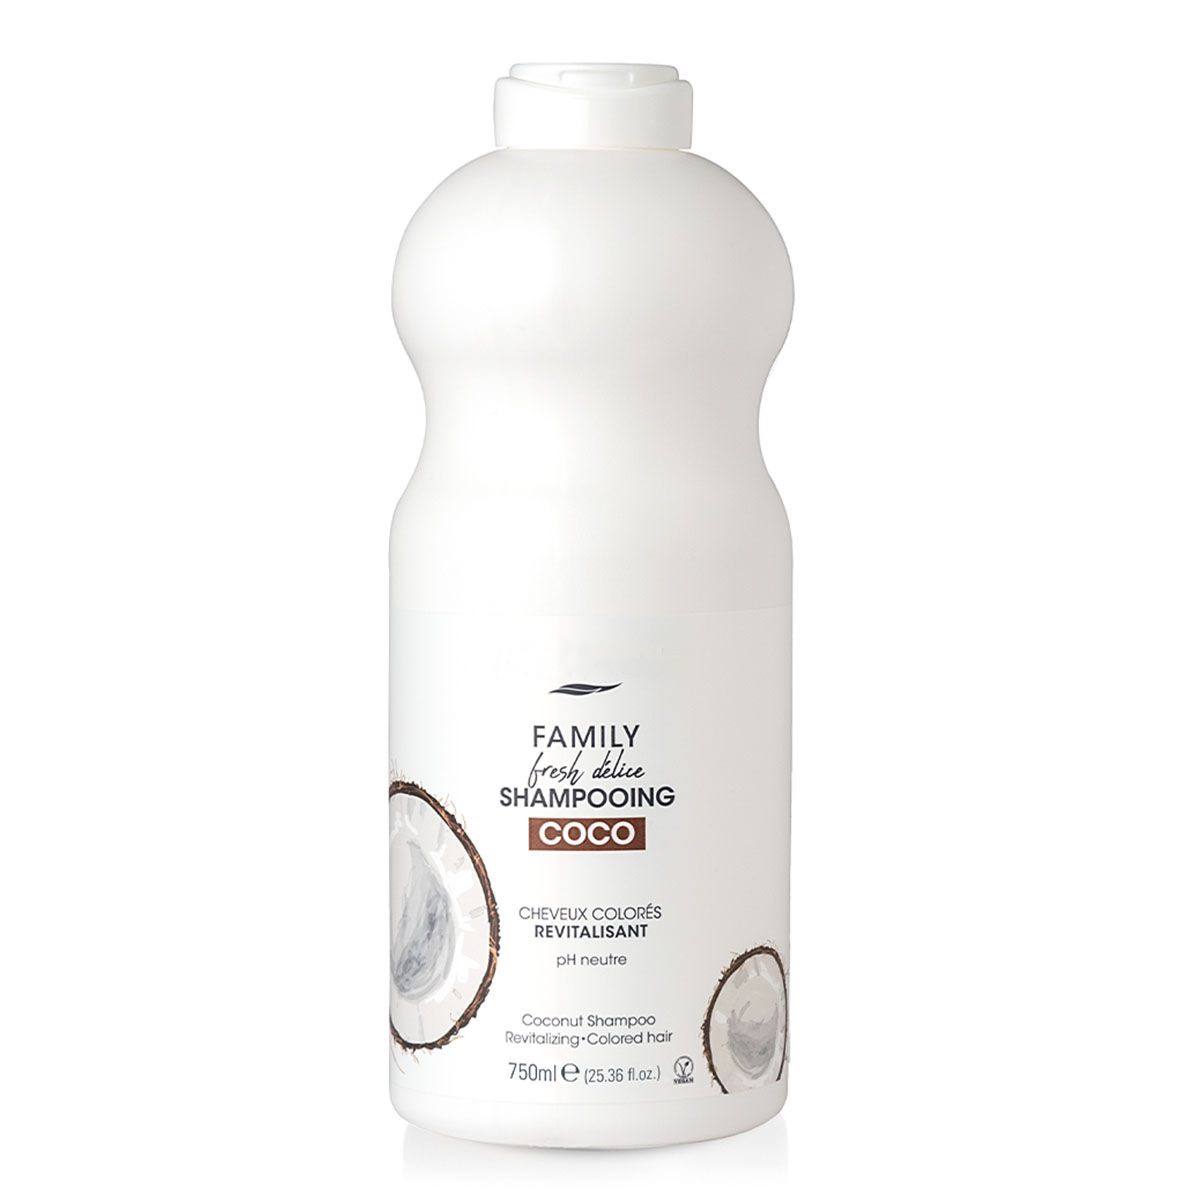 FAMILY
fresh délice
SHAMPOOING
COCO
CHEVEUX COLORÉS
REVITALISANT
pH neutre
Coconut Shampoo
Revitalizing•Colored hair
750ml ℮ (25.36 fl.oz.)
VEGAN